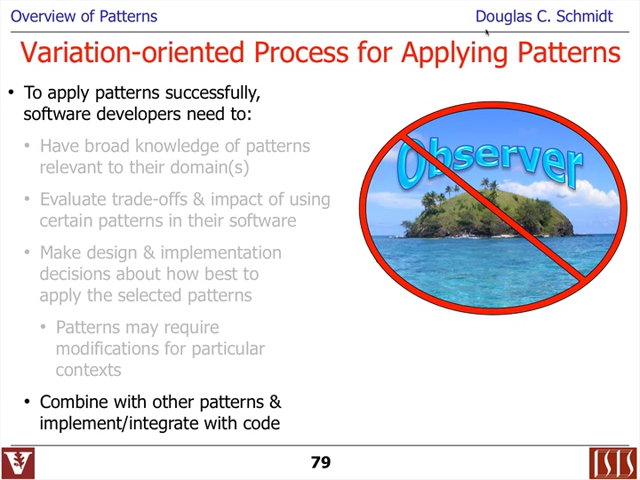 Overview of Patterns
Douglas C. Schmidt
Variation-oriented Process for Applying Patterns
• To apply patterns successfully,
software developers need to:
• Have broad knowledge of patterns
relevant to their domain(s)
• Evaluate trade-offs & impact of using
certain patterns in their software
• Make design & implementation
decisions about how best to
apply the selected patterns
• Patterns may require
modifications for particular
contexts
• Combine with other patterns &
implement/integrate with code
Observer
79
V
ISIS